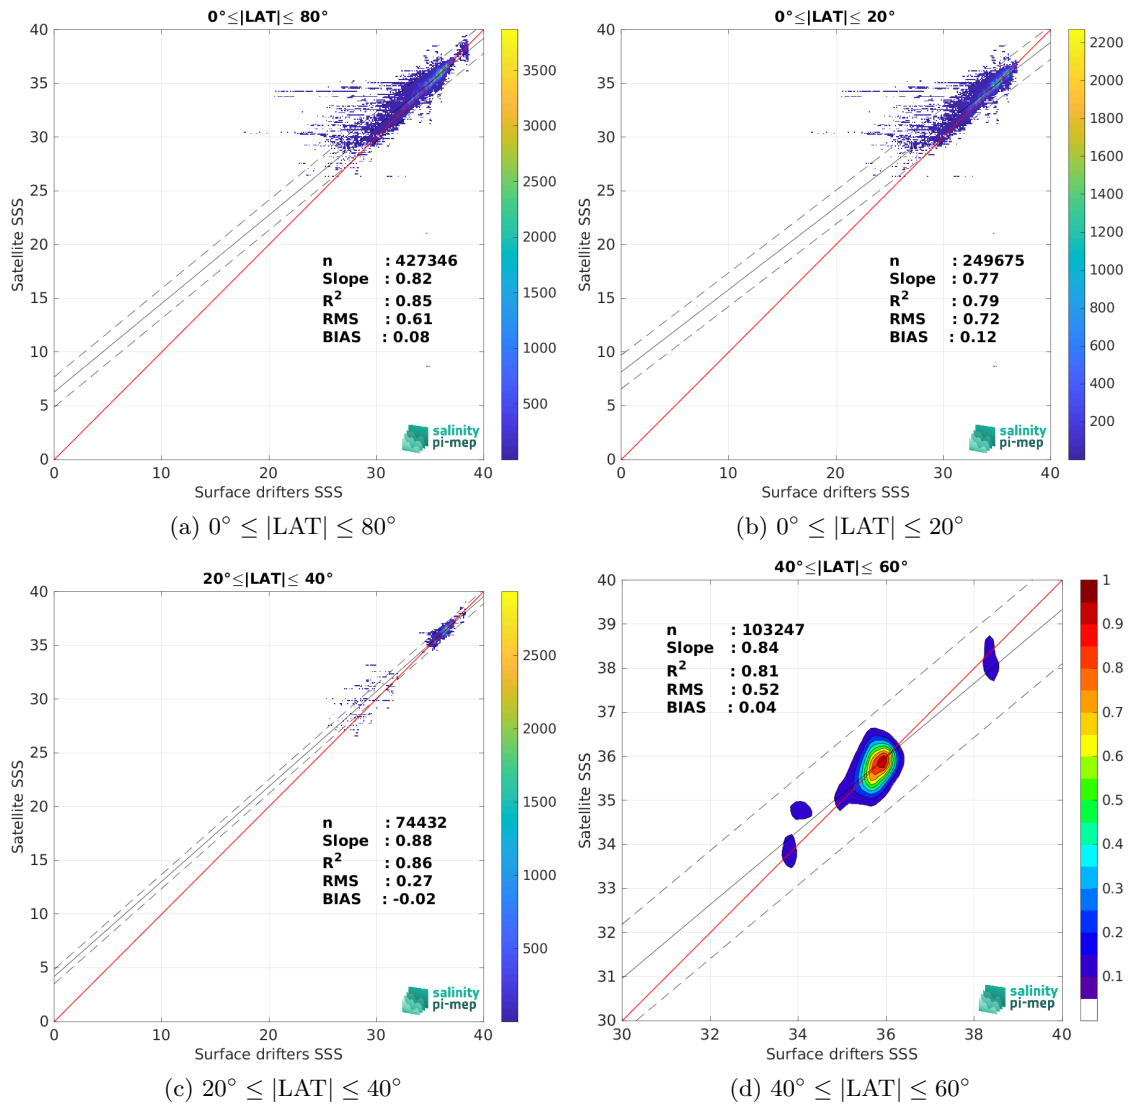 0°≤|LAT|≤ 80°
40
35
30
25
20
15
10
5
0
Satellite SSS
n : 427346
Slope : 0.82
R2 : 0.85
RMS : 0.61
BIAS : 0.08
salinity
pi-mep
0 10 20 30 40
Surface drifters SSS
3500
3000
2500
2000
1500
1000
500
(a) 0° ≤ |LAT| ≤ 80°
0°≤|LAT|≤ 20°
40
35
30
25
20
15
10
5
0
Satellite SSS
n : 249675
Slope : 0.77
R2 : 0.79
RMS : 0.72
BIAS : 0.12
salinity
pi-mep
0 10 20 30 40
Surface drifters SSS
2200
2000
1800
1600
1400
1200
1000
800
600
400
200
(b) 0° ≤ |LAT| ≤ 20°
20°≤|LAT|≤ 40°
40
35
30
25
20
15
10
5
0
Satellite SSS
n : 74432
Slope : 0.88
R2 : 0.86
RMS : 0.27
BIAS : -0.02
salinity
pi-mep
0 10 20 30 40
Surface drifters SSS
2500
2000
1500
1000
500
(c) 20° ≤ |LAT| ≤ 40°
40°≤|LAT|≤ 60°
40
39
38
37
36
35
34
33
32
31
30
Satellite SSS
n : 103247
Slope : 0.84
R2 : 0.81
RMS : 0.52
BIAS : 0.04
salinity
pi-mep
30 32 34 36 38 40
Surface drifters SSS
1
0.9
0.8
0.7
0.6
0.5
0.4
0.3
0.2
0.1
(d) 40° ≤ |LAT| ≤ 60°